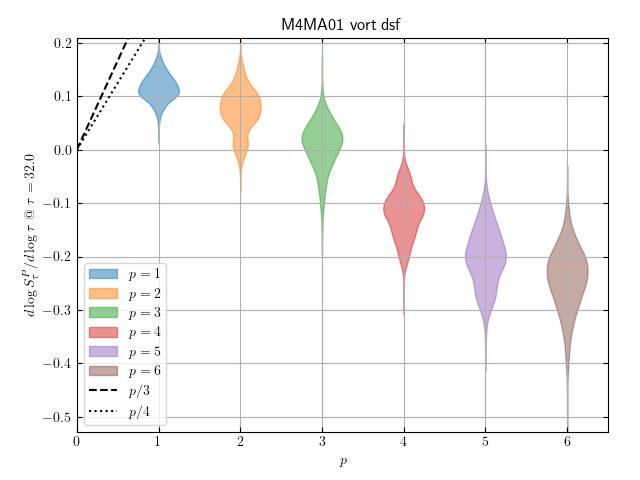 M4MA01 vort dsf
d log S_τ^P / d log τ @ τ = 32.0
0.2
0.1
0.0
−0.1
−0.2
−0.3
−0.4
−0.5
p = 1
p = 2
p = 3
p = 4
p = 5
p = 6
p/3
p/4
0 1 2 3 4 5 6
p